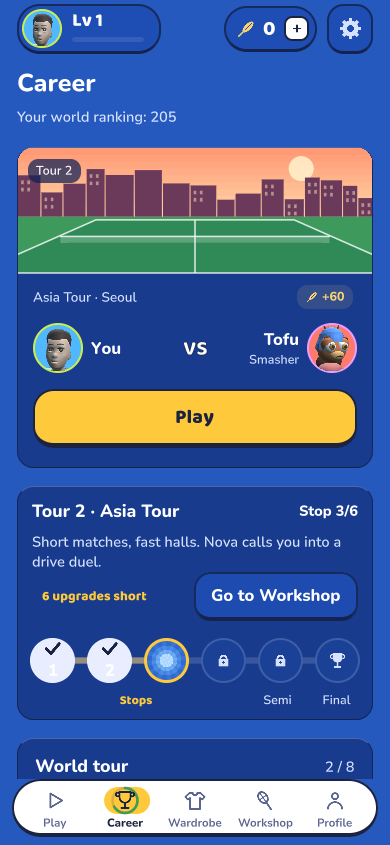 Lv 1
0
+
Career
Your world ranking: 205
Tour 2
Asia Tour · Seoul
+60
You
VS
Tofu
Smasher
Play
Tour 2 · Asia Tour
Stop 3/6
Short matches, fast halls. Nova calls you into a
drive duel.
6 upgrades short
Go to Workshop
1
2
Stops
Semi
Final
World tour
2 / 8
Play
Career
Wardrobe
Workshop
Profile